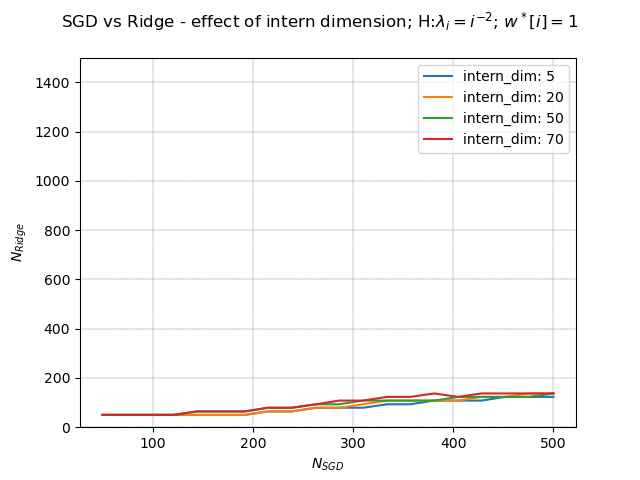 SGD vs Ridge - effect of intern dimension; H:λᵢ = i⁻²; w*[i] = 1
1400
1200
1000
800
600
400
200
0
N_Ridge
intern_dim: 5
intern_dim: 20
intern_dim: 50
intern_dim: 70
100 200 300 400 500
N_SGD